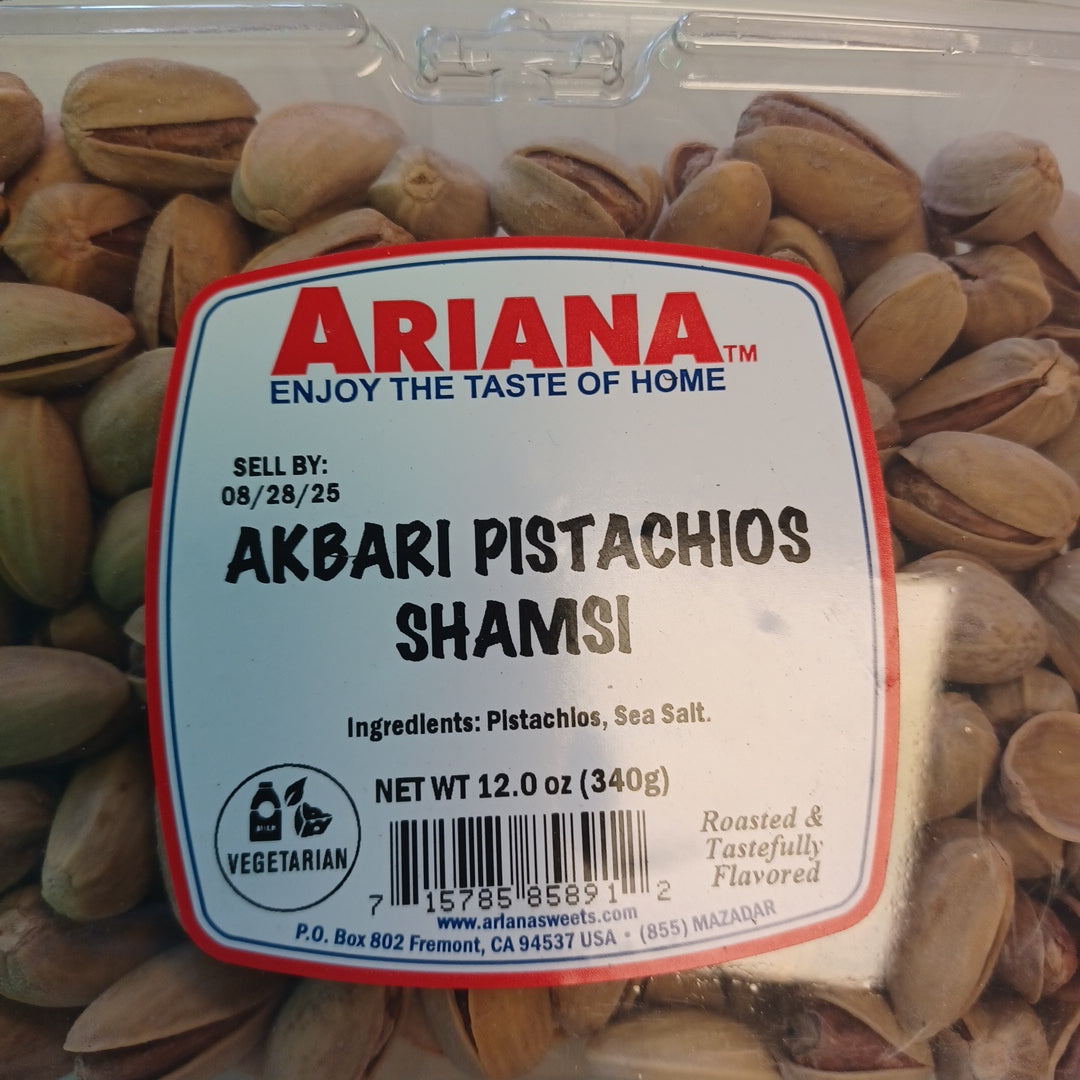 ARIANA™
ENJOY THE TASTE OF HOME
SELL BY:
08/28/25
AKBARI PISTACHIOS
SHAMSI
Ingredients: Pistachios, Sea Salt.
NET WT 12.0 oz (340g)
MILK
VEGETARIAN
Roasted &
Tastefully
Flavored
7 15785 85891 2
www.arianasweets.com
P.O. Box 802 Fremont, CA 94537 USA • (855) MAZADAR